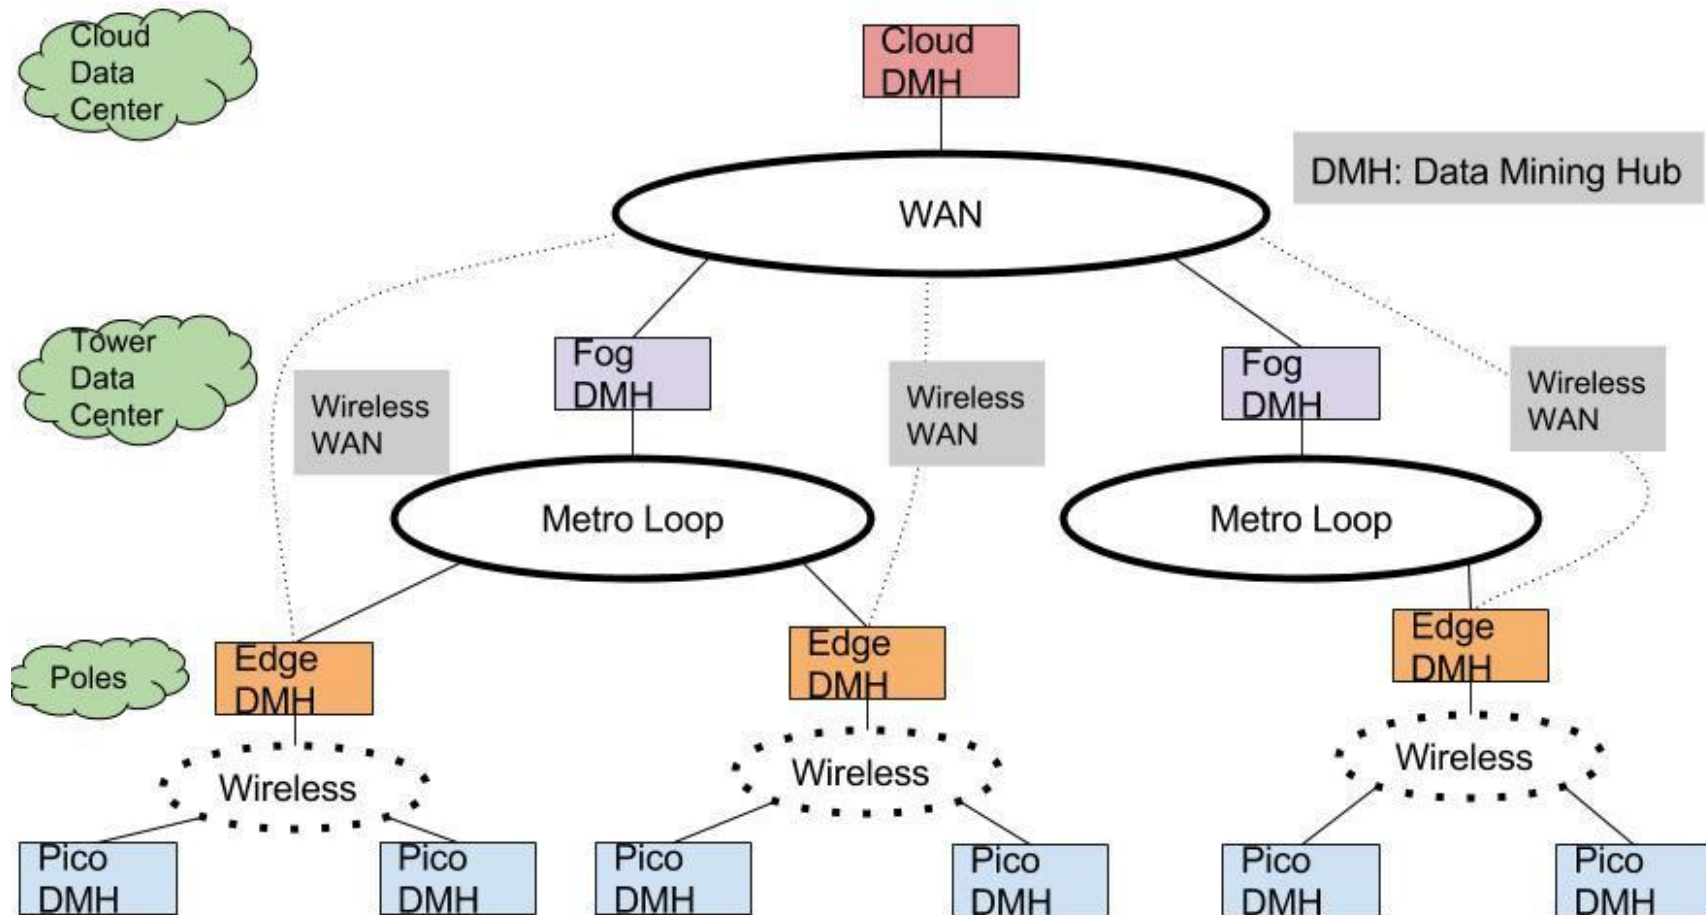 Cloud
Data
Center
Cloud
DMH
DMH: Data Mining Hub
WAN
Tower
Data
Center
Fog
DMH
Fog
DMH
Wireless
WAN
Wireless
WAN
Wireless
WAN
Metro Loop
Metro Loop
Poles
Edge
DMH
Edge
DMH
Edge
DMH
Wireless
Wireless
Wireless
Pico
DMH
Pico
DMH
Pico
DMH
Pico
DMH
Pico
DMH
Pico
DMH